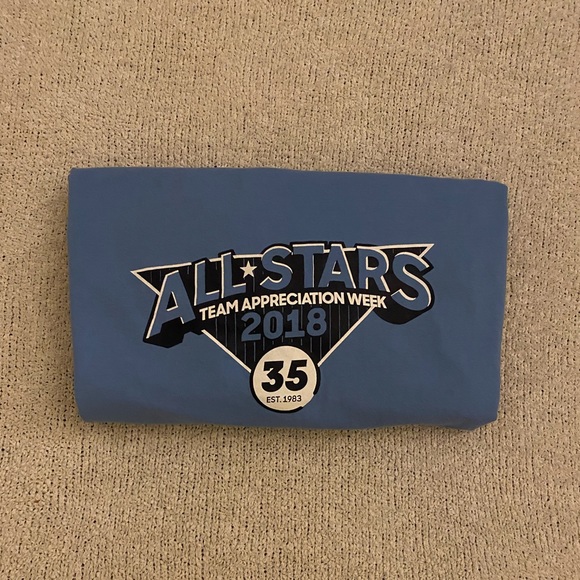 ALL★STARS
TEAM APPRECIATION WEEK
2018
35
EST. 1983